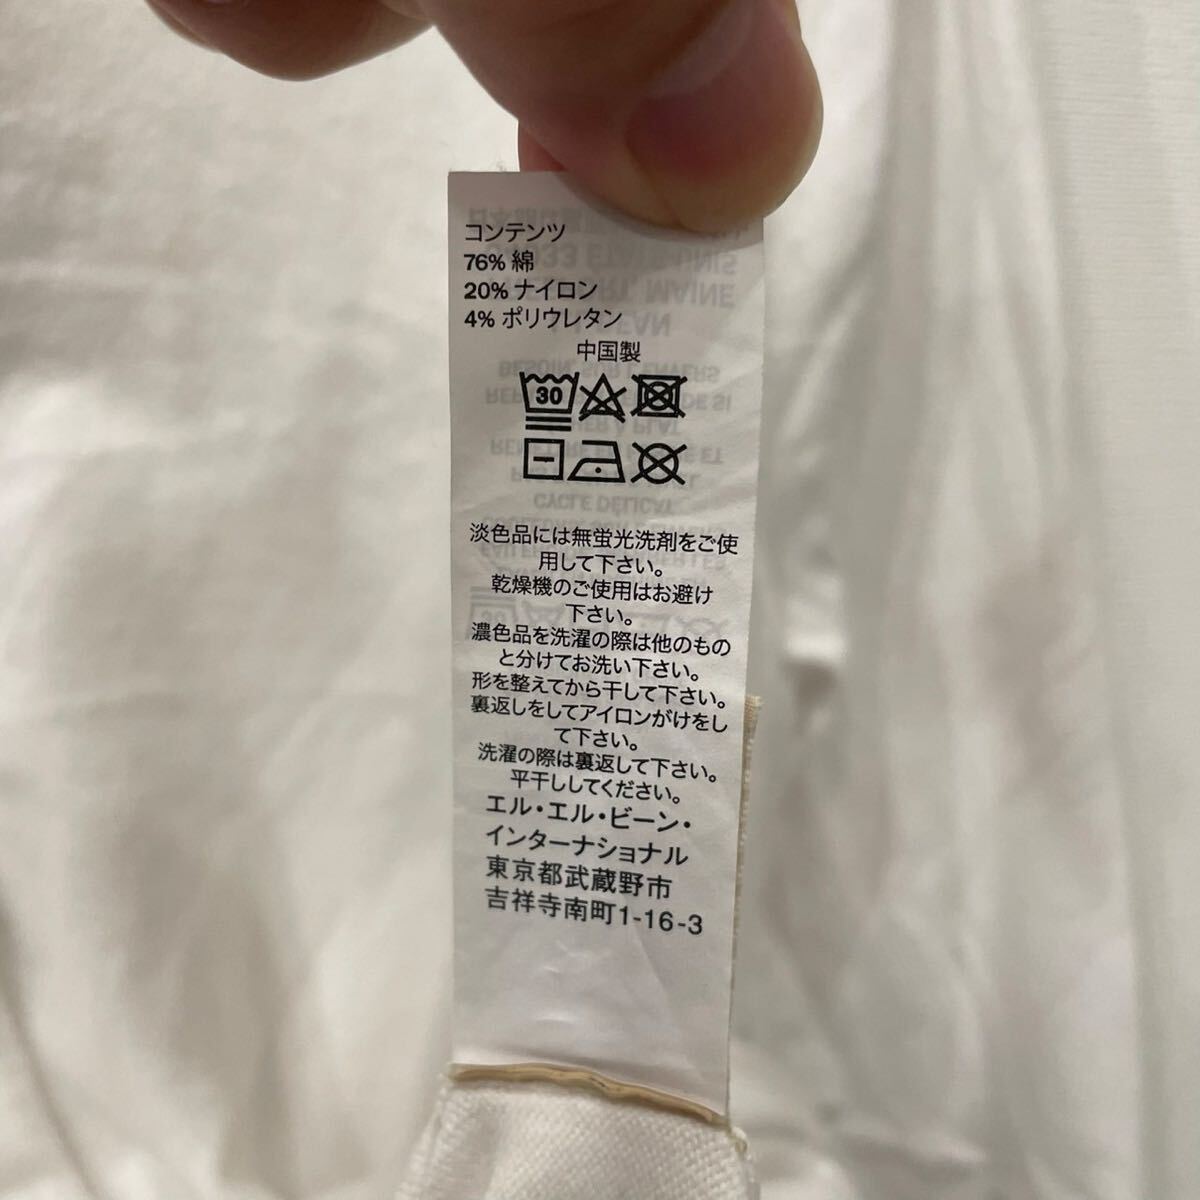 コンテンツ
76% 綿
20% ナイロン
4% ポリウレタン
中国製
30
淡色品には無蛍光洗剤をご使
用して下さい。
乾燥機のご使用はお避け
下さい。
濃色品を洗濯の際は他のもの
と分けてお洗い下さい。
形を整えてから干して下さい。
裏返しをしてアイロンがけをし
て下さい。
洗濯の際は裏返して下さい。
平干ししてください。
エル・エル・ビーン・
インターナショナル
東京都武蔵野市
吉祥寺南町1-16-3